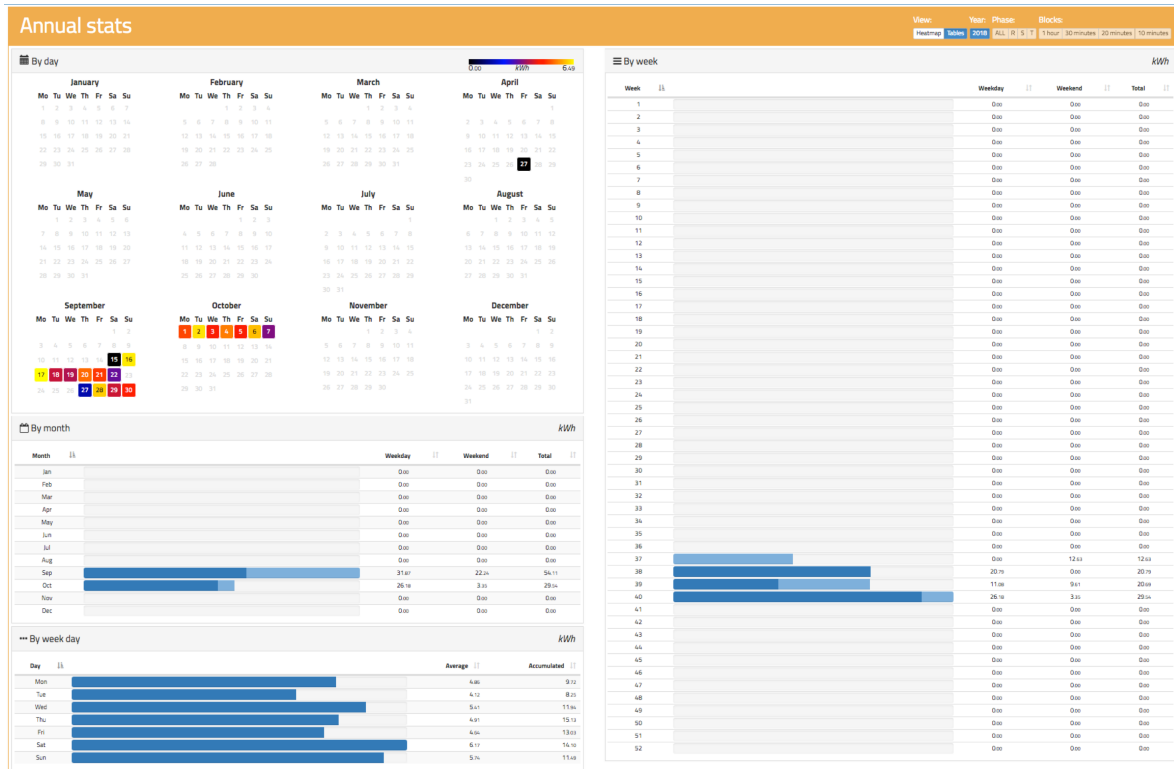 Annual stats
View: Year: Phase: Blocks:
Heatmap Tables 2018 ALL R S T 1 hour 30 minutes 20 minutes 10 minutes
By day
0.00 kWh 6.49
January February March April
Mo Tu We Th Fr Sa Su Mo Tu We Th Fr Sa Su Mo Tu We Th Fr Sa Su Mo Tu We Th Fr Sa Su
1 2 3 4 5 6 7 1 2 3 4 1 2 3 4 1
8 9 10 11 12 13 14 5 6 7 8 9 10 11 5 6 7 8 9 10 11 2 3 4 5 6 7 8
15 16 17 18 19 20 21 12 13 14 15 16 17 18 12 13 14 15 16 17 18 9 10 11 12 13 14 15
22 23 24 25 26 27 28 19 20 21 22 23 24 25 19 20 21 22 23 24 25 16 17 18 19 20 21 22
29 30 31 26 27 28 26 27 28 29 30 31 23 24 25 26 27 28 29
30
May June July August
Mo Tu We Th Fr Sa Su Mo Tu We Th Fr Sa Su Mo Tu We Th Fr Sa Su Mo Tu We Th Fr Sa Su
1 2 3 4 5 6 1 2 3 1 1 2 3 4 5
7 8 9 10 11 12 13 4 5 6 7 8 9 10 2 3 4 5 6 7 8 6 7 8 9 10 11 12
14 15 16 17 18 19 20 11 12 13 14 15 16 17 9 10 11 12 13 14 15 13 14 15 16 17 18 19
21 22 23 24 25 26 27 18 19 20 21 22 23 24 16 17 18 19 20 21 22 20 21 22 23 24 25 26
28 29 30 31 25 26 27 28 29 30 23 24 25 26 27 28 29 27 28 29 30 31
30 31
September October November December
Mo Tu We Th Fr Sa Su Mo Tu We Th Fr Sa Su Mo Tu We Th Fr Sa Su Mo Tu We Th Fr Sa Su
1 2 1 2 3 4 5 6 7 1 2 3 4 1 2
3 4 5 6 7 8 9 8 9 10 11 12 13 14 5 6 7 8 9 10 11 3 4 5 6 7 8 9
10 11 12 13 14 15 16 15 16 17 18 19 20 21 12 13 14 15 16 17 18 10 11 12 13 14 15 16
17 18 19 20 21 22 23 22 23 24 25 26 27 28 19 20 21 22 23 24 25 17 18 19 20 21 22 23
24 25 26 27 28 29 30 29 30 31 26 27 28 29 30 24 25 26 27 28 29 30
31
By month kWh
Month Weekday Weekend Total
Jan 0.00 0.00 0.00
Feb 0.00 0.00 0.00
Mar 0.00 0.00 0.00
Apr 0.00 0.00 0.00
May 0.00 0.00 0.00
Jun 0.00 0.00 0.00
Jul 0.00 0.00 0.00
Aug 0.00 0.00 0.00
Sep 31.87 22.24 54.11
Oct 26.18 3.35 29.54
Nov 0.00 0.00 0.00
Dec 0.00 0.00 0.00
By week day kWh
Day Average Accumulated
Mon 4.86 9.72
Tue 4.12 8.25
Wed 5.41 11.94
Thu 4.91 15.13
Fri 4.04 13.03
Sat 6.17 14.10
Sun 5.74 11.48
By week kWh
Week Weekday Weekend Total
1 0.00 0.00 0.00
2 0.00 0.00 0.00
3 0.00 0.00 0.00
4 0.00 0.00 0.00
5 0.00 0.00 0.00
6 0.00 0.00 0.00
7 0.00 0.00 0.00
8 0.00 0.00 0.00
9 0.00 0.00 0.00
10 0.00 0.00 0.00
11 0.00 0.00 0.00
12 0.00 0.00 0.00
13 0.00 0.00 0.00
14 0.00 0.00 0.00
15 0.00 0.00 0.00
16 0.00 0.00 0.00
17 0.00 0.00 0.00
18 0.00 0.00 0.00
19 0.00 0.00 0.00
20 0.00 0.00 0.00
21 0.00 0.00 0.00
22 0.00 0.00 0.00
23 0.00 0.00 0.00
24 0.00 0.00 0.00
25 0.00 0.00 0.00
26 0.00 0.00 0.00
27 0.00 0.00 0.00
28 0.00 0.00 0.00
29 0.00 0.00 0.00
30 0.00 0.00 0.00
31 0.00 0.00 0.00
32 0.00 0.00 0.00
33 0.00 0.00 0.00
34 0.00 0.00 0.00
35 0.00 0.00 0.00
36 0.00 0.00 0.00
37 0.00 12.63 12.63
38 20.79 0.00 20.79
39 11.08 9.61 20.69
40 26.18 3.35 29.54
41 0.00 0.00 0.00
42 0.00 0.00 0.00
43 0.00 0.00 0.00
44 0.00 0.00 0.00
45 0.00 0.00 0.00
46 0.00 0.00 0.00
47 0.00 0.00 0.00
48 0.00 0.00 0.00
49 0.00 0.00 0.00
50 0.00 0.00 0.00
51 0.00 0.00 0.00
52 0.00 0.00 0.00